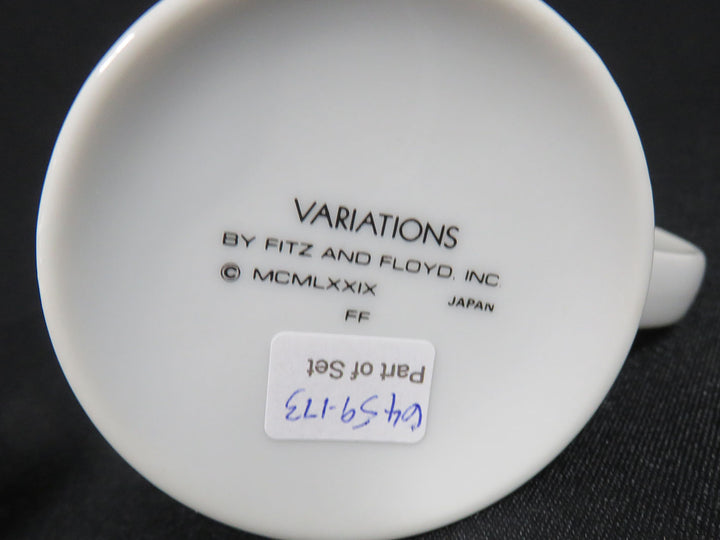 VARIATIONS
BY FITZ AND FLOYD, INC.
© MCMLXXIX JAPAN
FF
Part of Set
6459-173